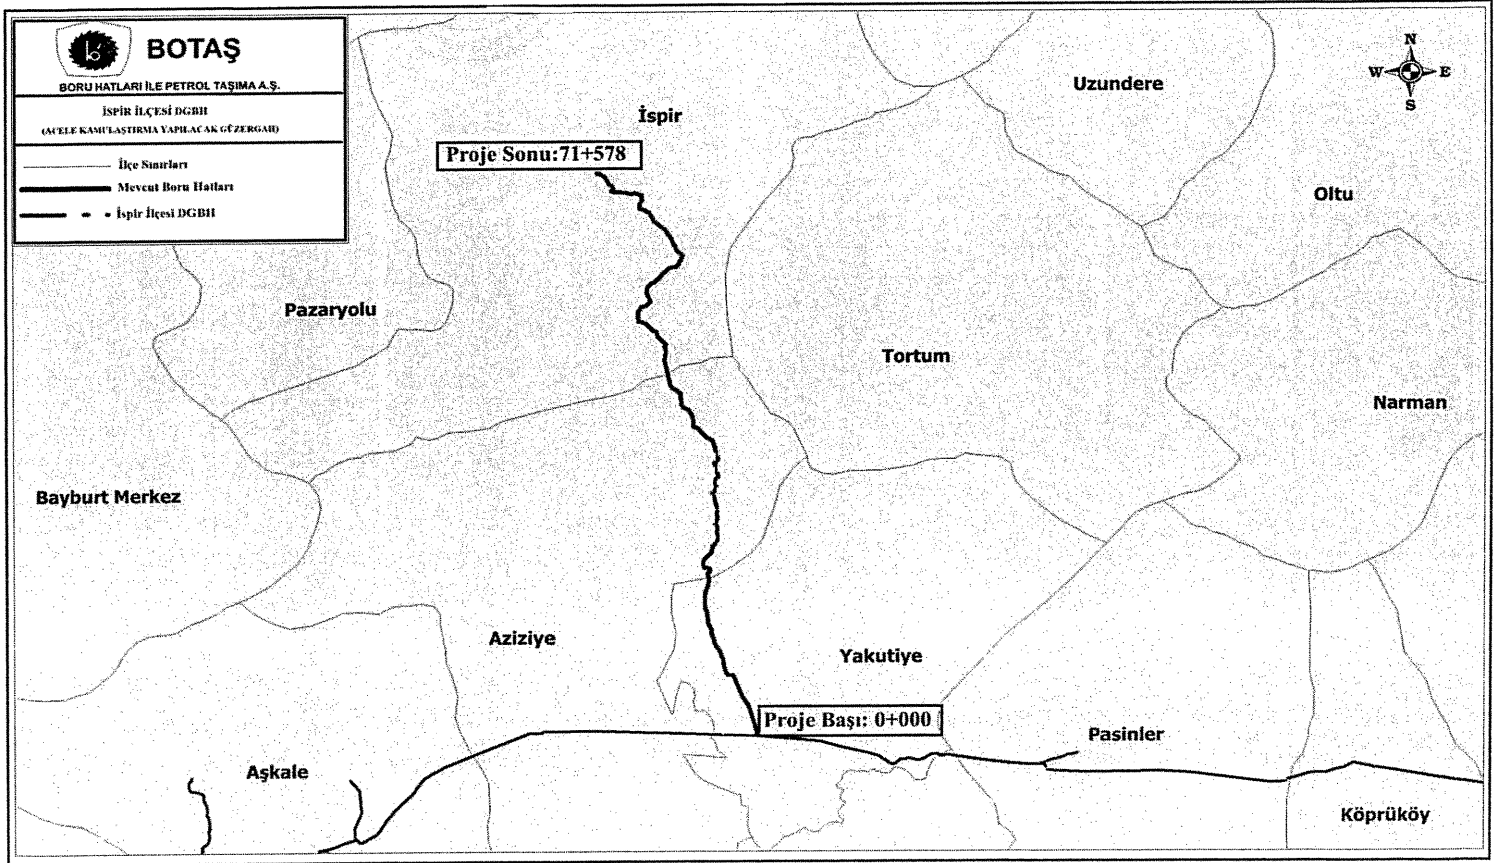 BOTAŞ
BORU HATLARI İLE PETROL TAŞIMA A.Ş.
İSPİR İLÇESİ DGBH
(ACELE KAMULAŞTIRMA YAPILACAK GÜZERGAH)
İlçe Sınırları
Mevcut Boru Hatları
İspir İlçesi DGBH
N
W E
S
Uzundere
İspir
Proje Sonu:71+578
Oltu
Pazaryolu
Tortum
Narman
Bayburt Merkez
Aziziye
Yakutiye
Proje Başı: 0+000
Pasinler
Aşkale
Köprüköy